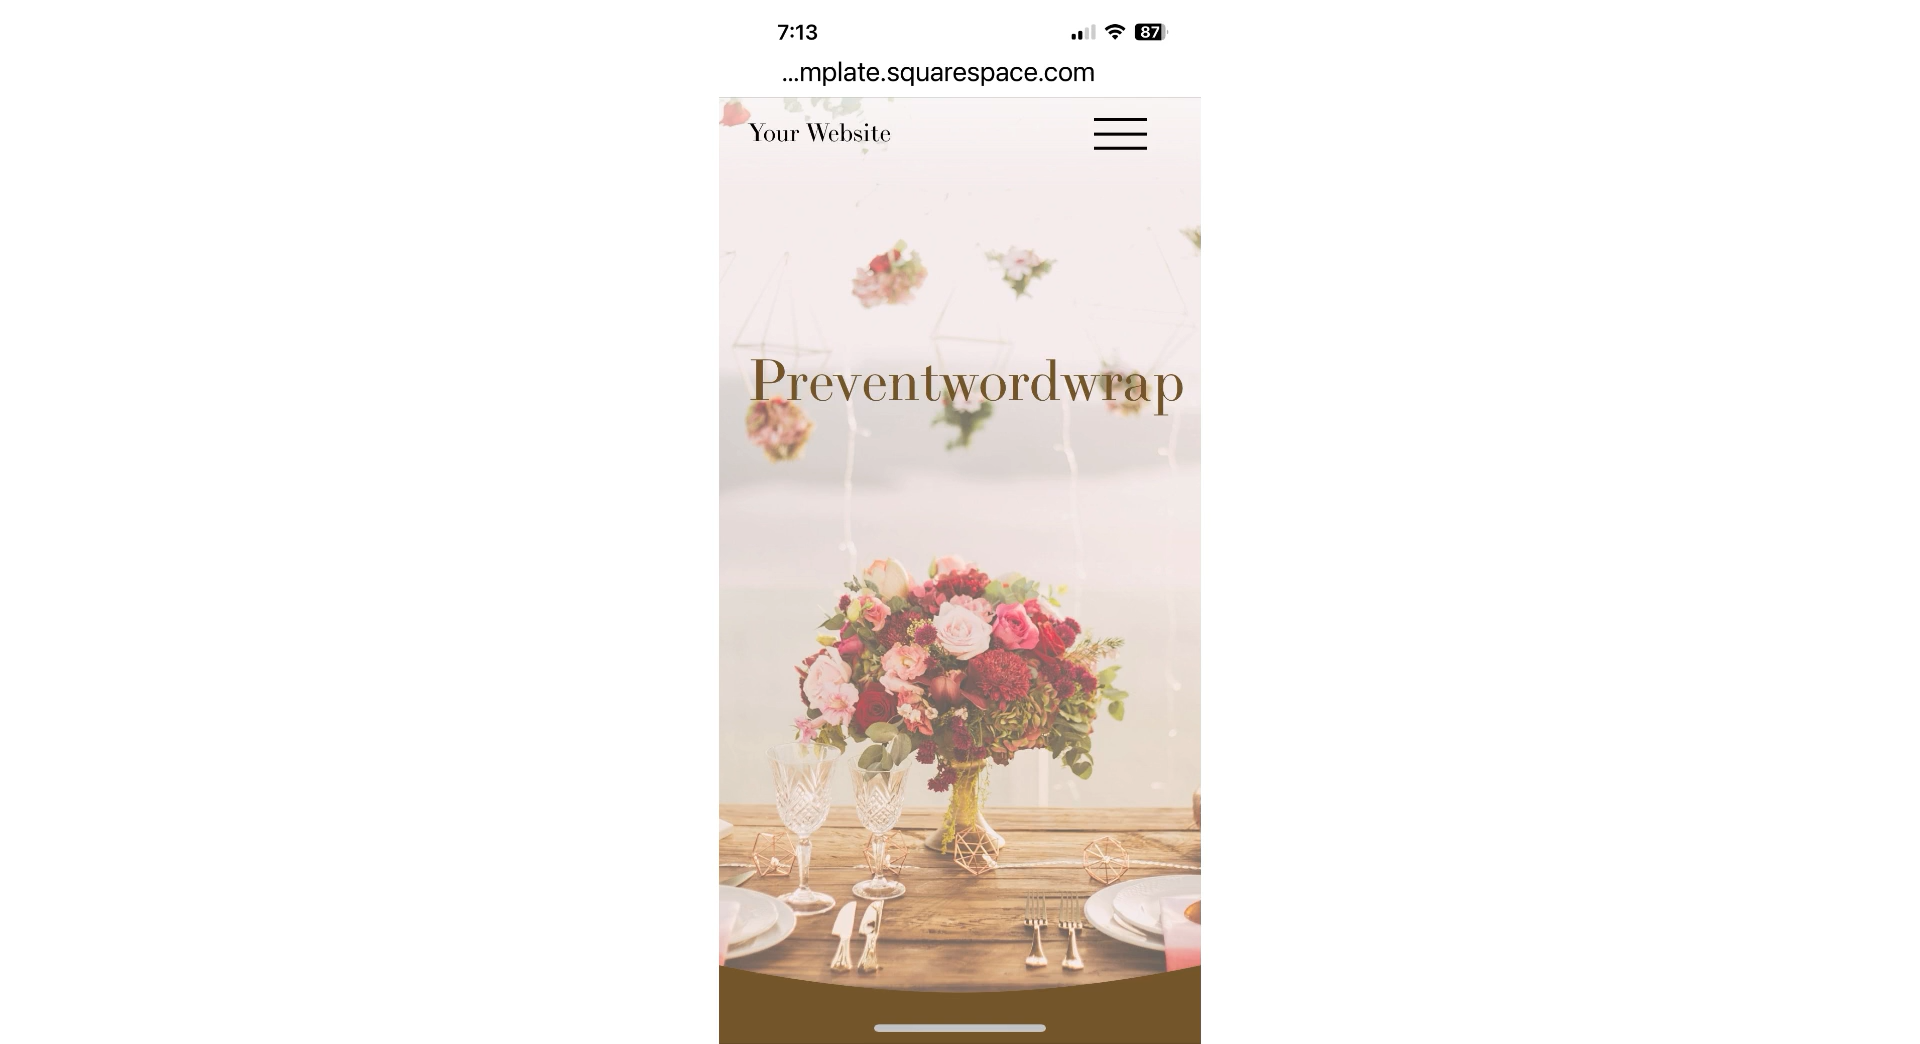 7:13
87
...mplate.squarespace.com
Your Website
Preventwordwrap